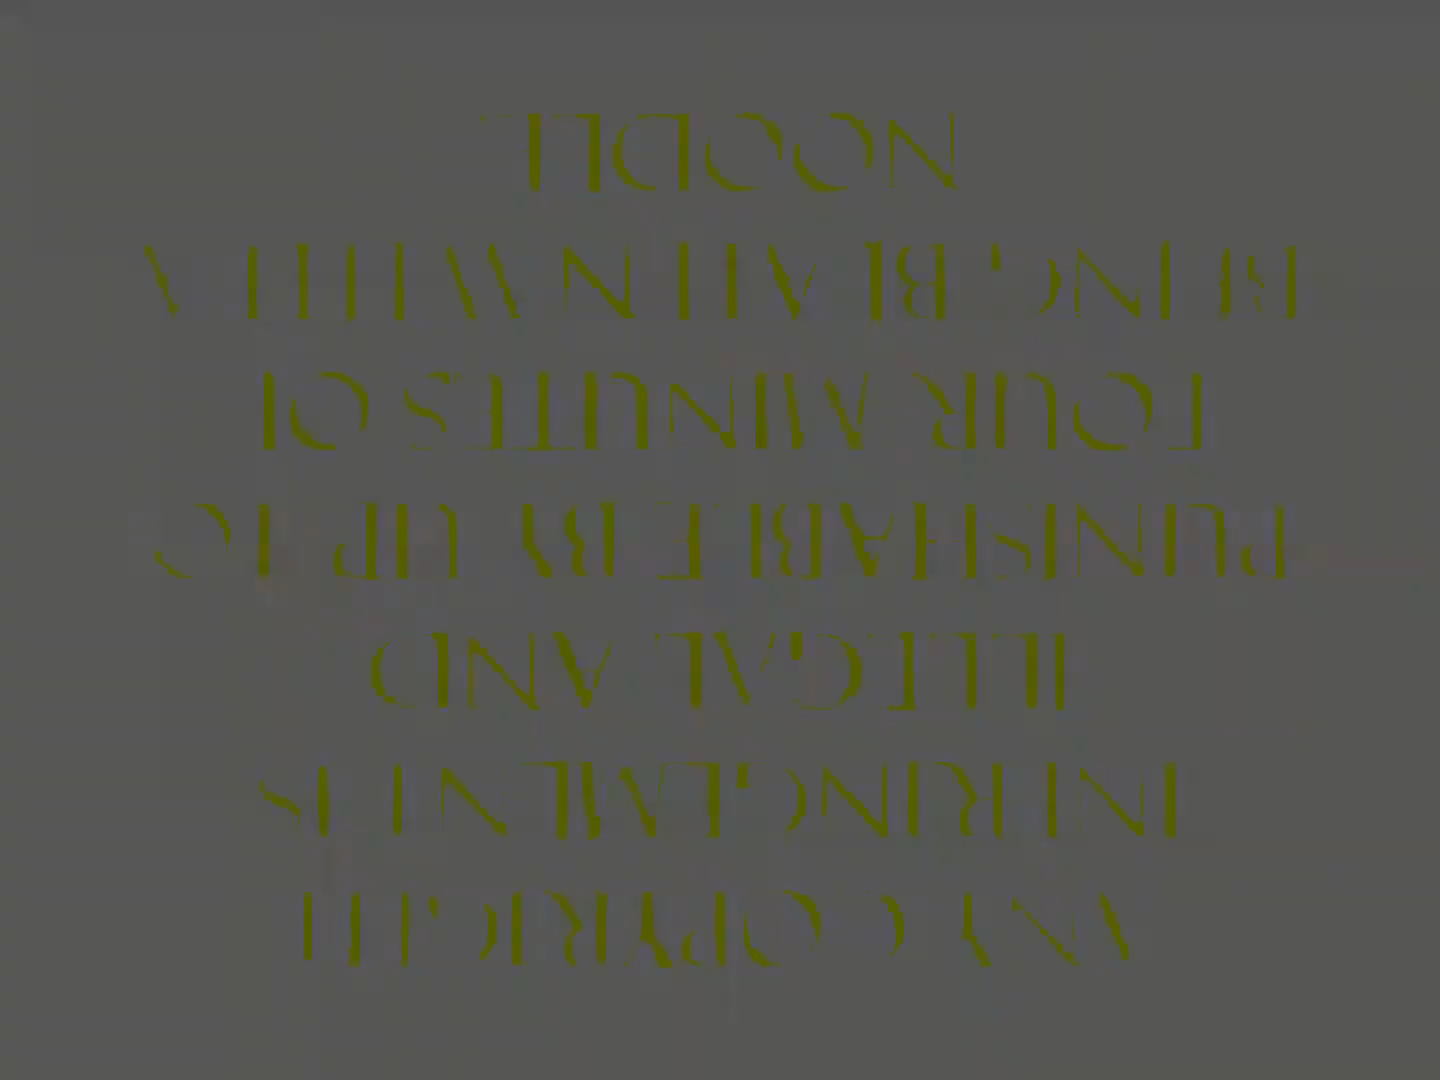 ANY COPYRIGHT
INFRINGEMENT IS
ILLEGAL AND
PUNISHABLE BY UP TO
FOUR MINUTES OF
BEING BEATEN WITH A
NOODLE